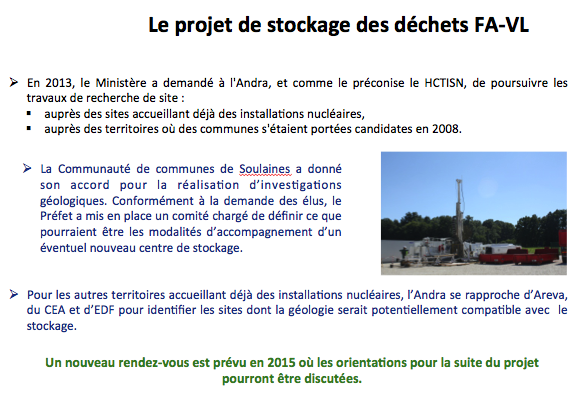 Le projet de stockage des déchets FA-VL
➢ En 2013, le Ministère a demandé à l'Andra, et comme le préconise le HCTISN, de poursuivre les
travaux de recherche de site :
▪ auprès des sites accueillant déjà des installations nucléaires,
▪ auprès des territoires où des communes s'étaient portées candidates en 2008.
➢ La Communauté de communes de Soulaines a donné
son accord pour la réalisation d’investigations
géologiques. Conformément à la demande des élus, le
Préfet a mis en place un comité chargé de définir ce que
pourraient être les modalités d’accompagnement d’un
éventuel nouveau centre de stockage.
➢ Pour les autres territoires accueillant déjà des installations nucléaires, l’Andra se rapproche d’Areva,
du CEA et d’EDF pour identifier les sites dont la géologie serait potentiellement compatible avec le
stockage.
Un nouveau rendez-vous est prévu en 2015 où les orientations pour la suite du projet
pourront être discutées.